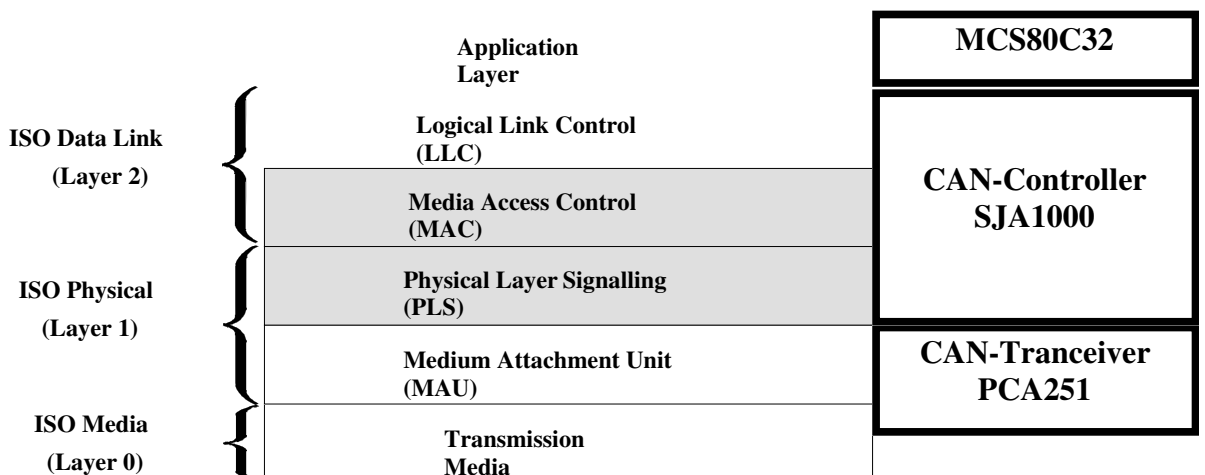 Application
Layer
MCS80C32
ISO Data Link
(Layer 2)
Logical Link Control
(LLC)
Media Access Control
(MAC)
CAN-Controller
SJA1000
ISO Physical
(Layer 1)
Physical Layer Signalling
(PLS)
Medium Attachment Unit
(MAU)
CAN-Tranceiver
PCA251
ISO Media
(Layer 0)
Transmission
Media